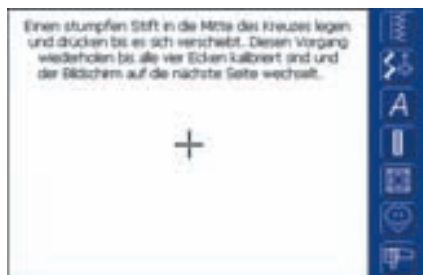 Einen stumpfen Stift in die Mitte des Kreuzes legen
und drücken bis es sich verschiebt. Diesen Vorgang
wiederholen bis alle vier Ecken kalibriert sind und
der Bildschirm auf die nächste Seite wechselt.
A